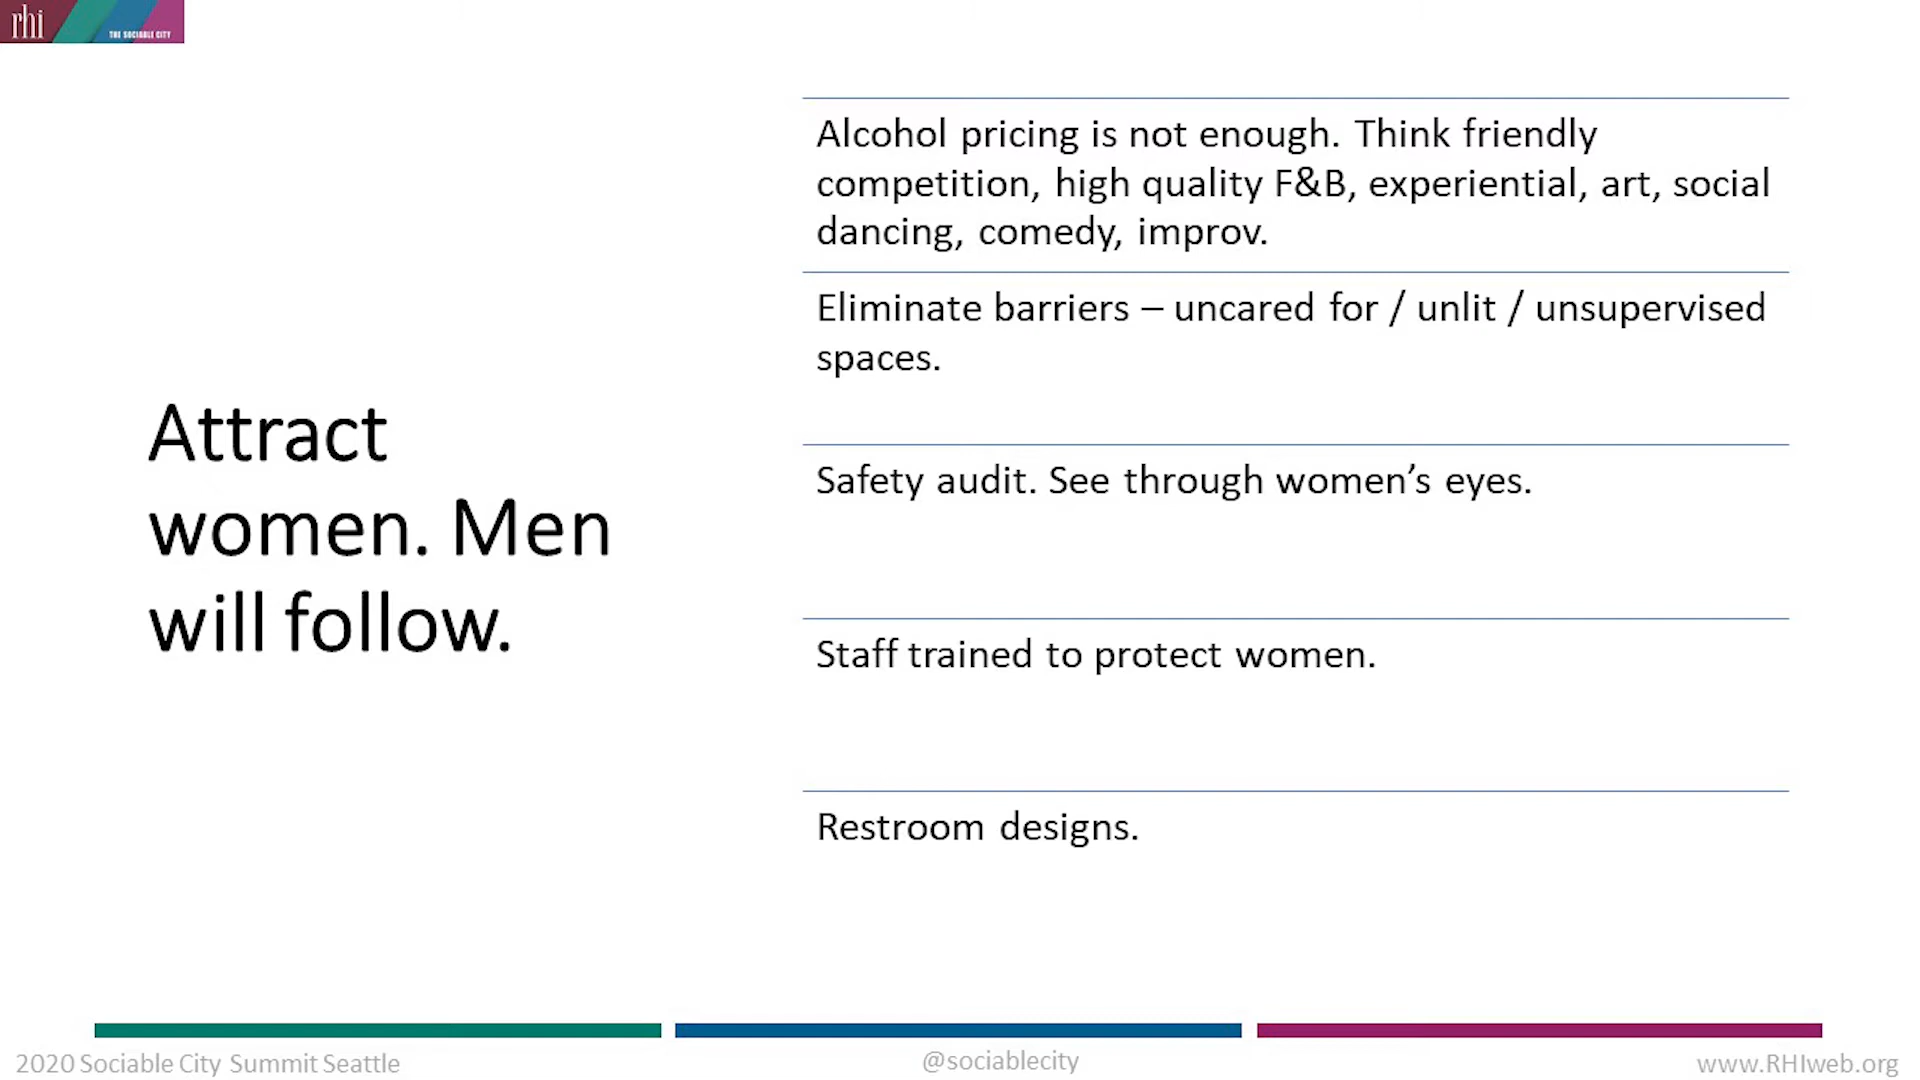 rhi
THE SOCIABLE CITY
Attract
women. Men
will follow.
Alcohol pricing is not enough. Think friendly
competition, high quality F&B, experiential, art, social
dancing, comedy, improv.
Eliminate barriers – uncared for / unlit / unsupervised
spaces.
Safety audit. See through women’s eyes.
Staff trained to protect women.
Restroom designs.
2020 Sociable City Summit Seattle
@sociablecity
www.RHIweb.org